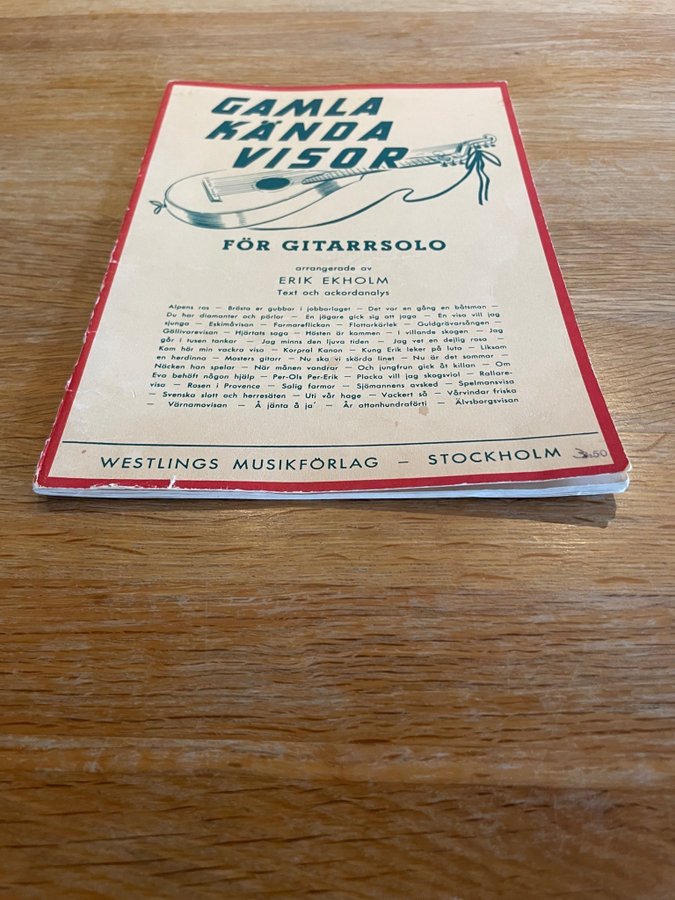 GAMLA
KÄNDA
VISOR
FÖR GITARRSOLO
arrangerade av
ERIK EKHOLM
Text och ackordanalys
Alpens ros — Brösta er gubbar i jobbarlaget — Det var en gång en båtsman —
Du har diamanter och pärlor — En jägare gick sig att jaga — En visa vill jag
sjunga — Eskimåvisan — Farmareflickan — Flottarkärlek — Guldgrävarsången —
Gällivarevisan — Hjärtats saga — Hösten är kommen — I villande skogen — Jag
går i tusen tankar — Jag minns den ljuva tiden — Jag vet en dejlig rosa —
Kom hör min vackra visa — Korpral Kanon — Kung Erik leker på luta — Liksom
en herdinna — Mosters gitarr — Nu ska vi skörda linet — Nu är det sommar —
Näcken han spelar — När månen vandrar — Och jungfrun gick åt killan — Om
Eva behöft någon hjälp — Per-Ols Per-Erik — Plocka vill jag skogsviol — Rallare-
visa — Rosen i Provence — Salig farmor — Sjömannens avsked — Spelmansvisa
— Svenska slott och herresäten — Uti vår hage — Vackert så — Vårvindar friska
— Värnamovisan — Å jänta å ja' — År attonhundraförti — Älvsborgsvisan
WESTLINGS MUSIKFÖRLAG — STOCKHOLM